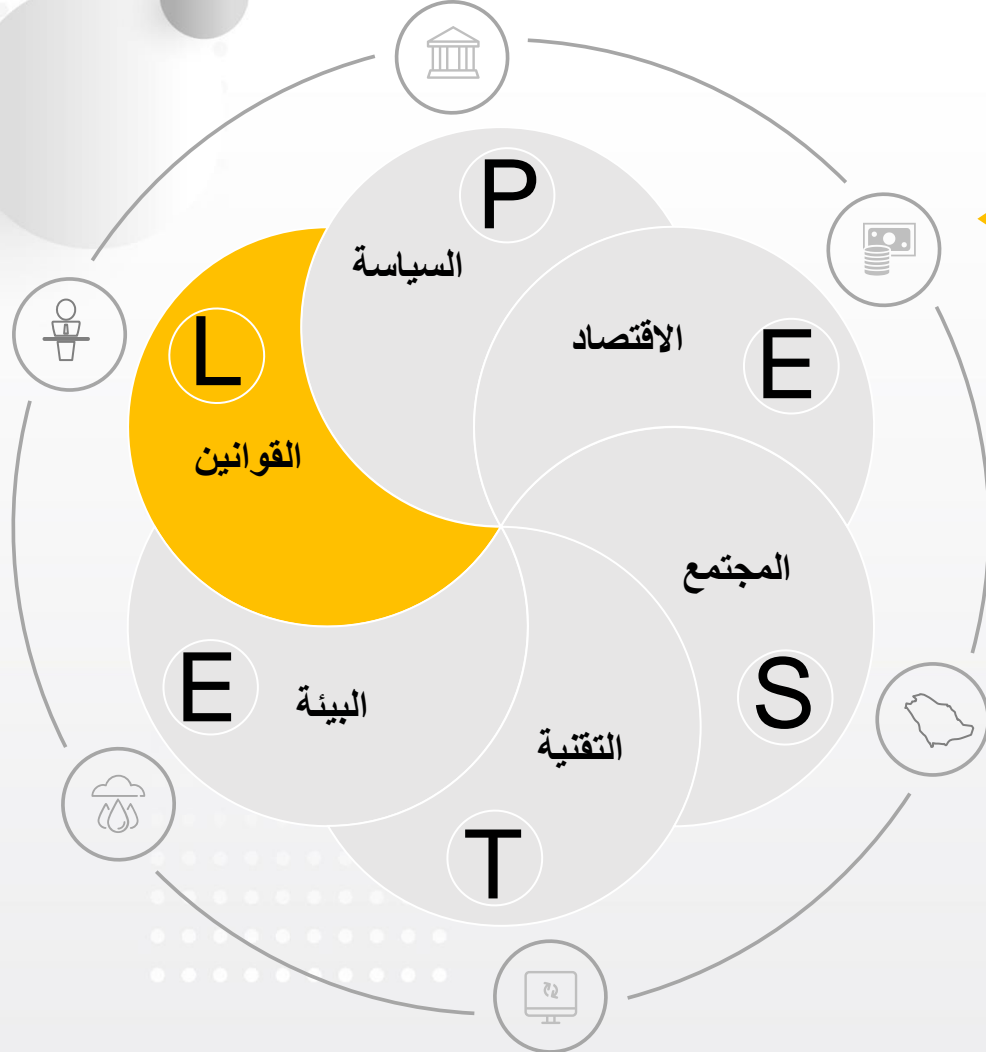 P
السياسة
E
الاقتصاد
S
المجتمع
T
التقنية
E
البيئة
L
القوانين